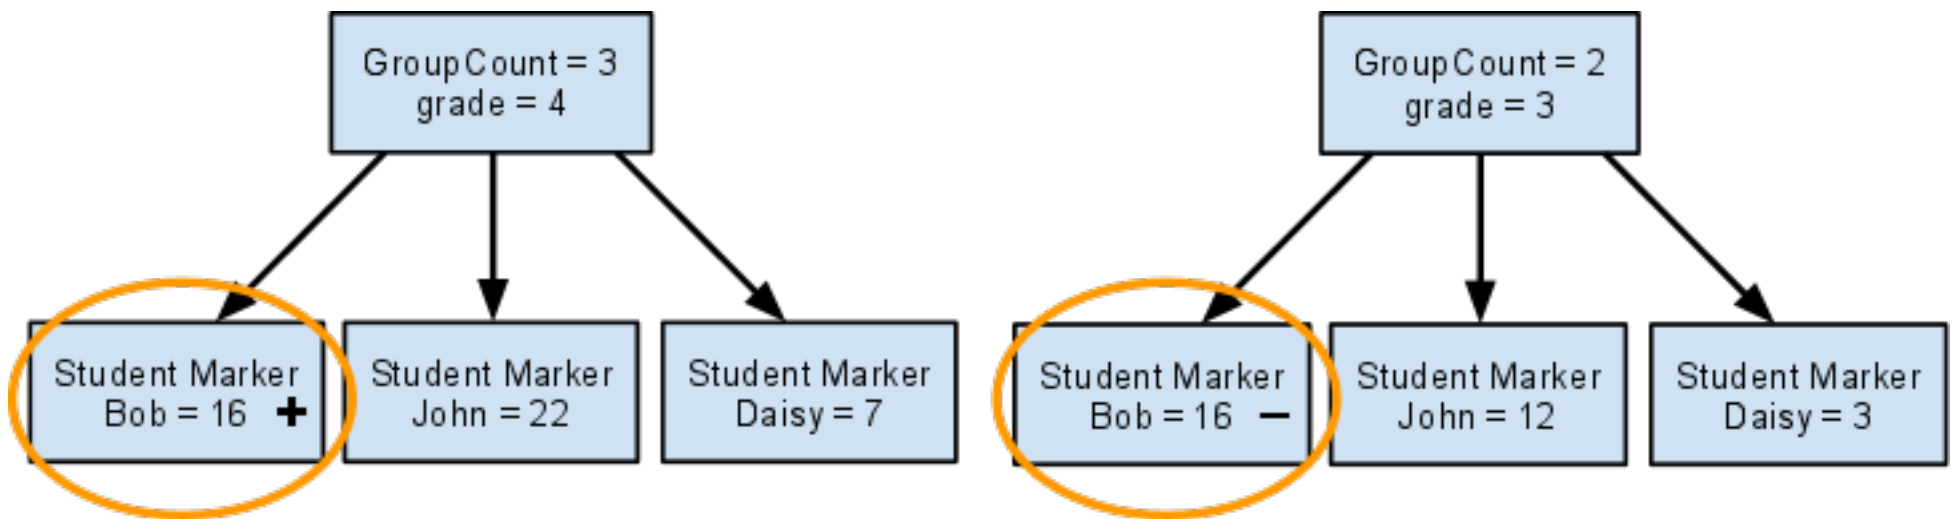 GroupCount = 3
grade = 4
Student Marker
Bob = 16 +
Student Marker
John = 22
Student Marker
Daisy = 7
GroupCount = 2
grade = 3
Student Marker
Bob = 16 −
Student Marker
John = 12
Student Marker
Daisy = 3